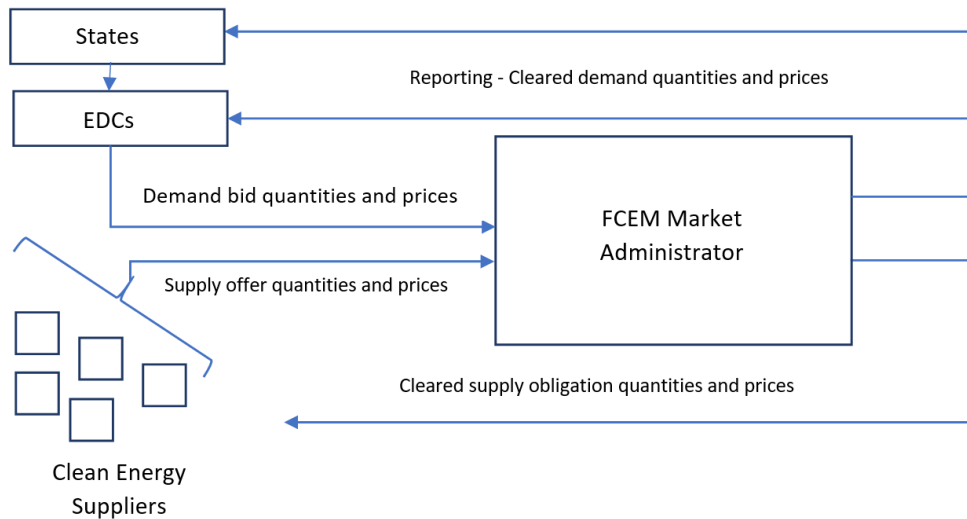 States
Reporting - Cleared demand quantities and prices
EDCs
Demand bid quantities and prices
FCEM Market
Administrator
Supply offer quantities and prices
Cleared supply obligation quantities and prices
Clean Energy
Suppliers